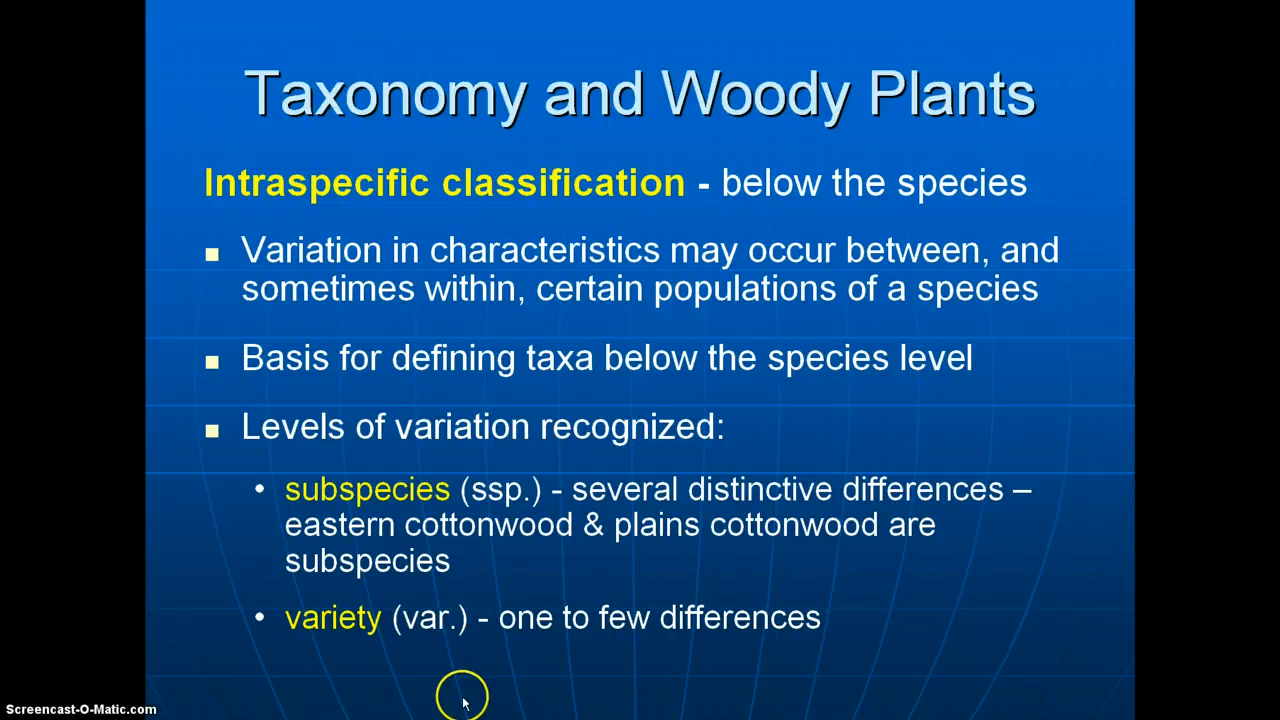 Taxonomy and Woody Plants
Intraspecific classification - below the species
▪ Variation in characteristics may occur between, and
sometimes within, certain populations of a species
▪ Basis for defining taxa below the species level
▪ Levels of variation recognized:
• subspecies (ssp.) - several distinctive differences –
eastern cottonwood & plains cottonwood are
subspecies
• variety (var.) - one to few differences
Screencast-O-Matic.com